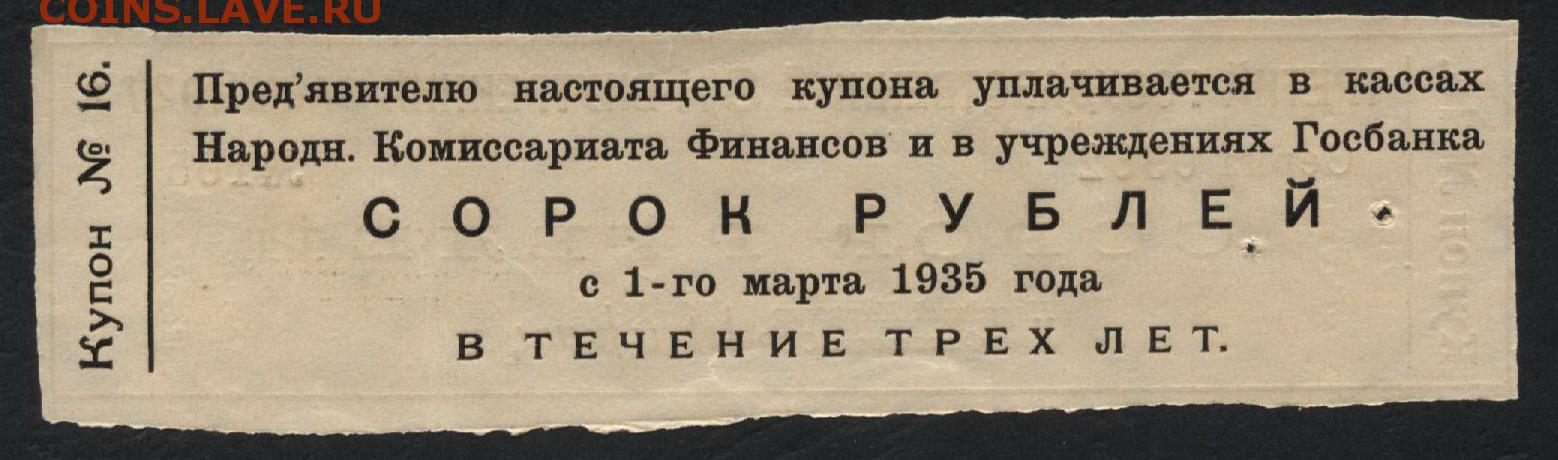 COINS.LAVE.RU
Купон № 16.
Пред'явителю настоящего купона уплачивается в кассах
Народн. Комиссариата Финансов и в учреждениях Госбанка
СОРОК РУБЛЕЙ
с 1-го марта 1935 года
В ТЕЧЕНИЕ ТРЕХ ЛЕТ.